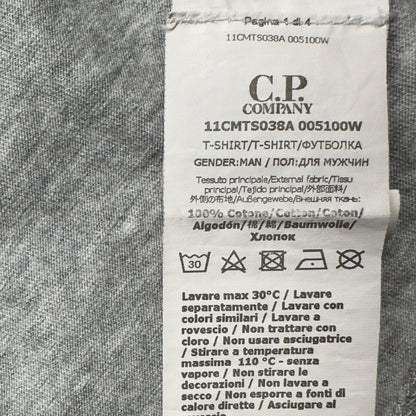 Pagina 4 di 4
11CMTS038A 005100W
C.P.
COMPANY
11CMTS038A 005100W
T-SHIRT/T-SHIRT/ФУТБОЛКА
GENDER:MAN / ПОЛ:ДЛЯ МУЖЧИН
Tessuto principale/External fabric/Tissu
principal/Tejido principal/外部面料/
外側の布地/Außengewebe/Внешняя ткань:
100% Cotone/Cotton/Coton/
Algodón/棉/綿/Baumwolle/
Хлопок
30
Lavare max 30°C / Lavare
separatamente / Lavare con
colori similari / Lavare a
rovescio / Non trattare con
cloro / Non usare asciugatrice
/ Stirare a temperatura
massima 110 °C - senza
vapore / Non stirare le
decorazioni / Non lavare a
secco / Non esporre a fonti di
calore dirette / Asciugare al
rovescio